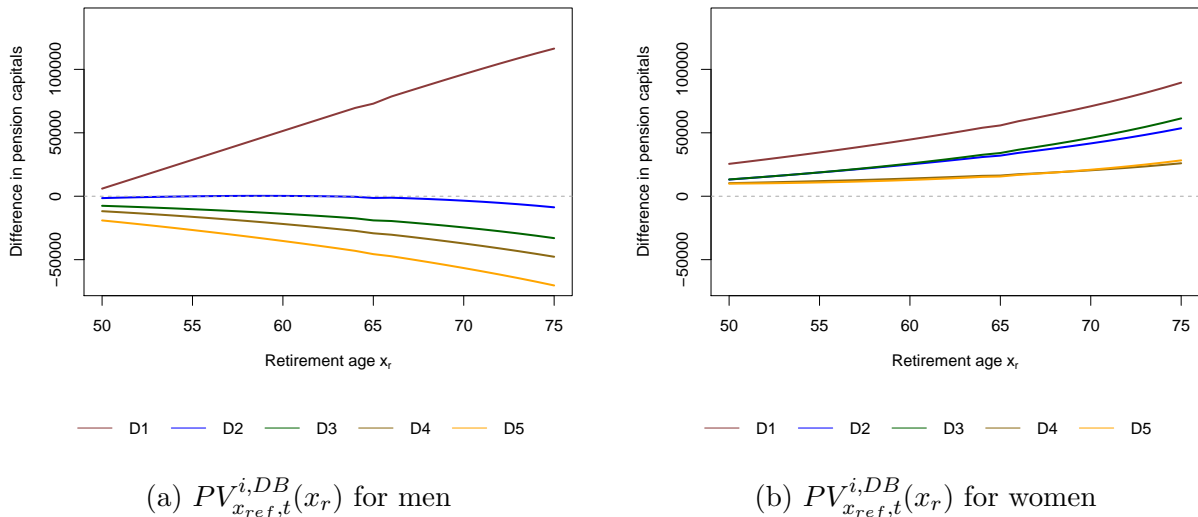 Difference in pension capitals
−50000 0 50000 100000
50 55 60 65 70 75
Retirement age xᵣ
D1 D2 D3 D4 D5
(a) $PV^{i,DB}_{x_{ref},t}(x_r)$ for men
Difference in pension capitals
−50000 0 50000 100000
50 55 60 65 70 75
Retirement age xᵣ
D1 D2 D3 D4 D5
(b) $PV^{i,DB}_{x_{ref},t}(x_r)$ for women